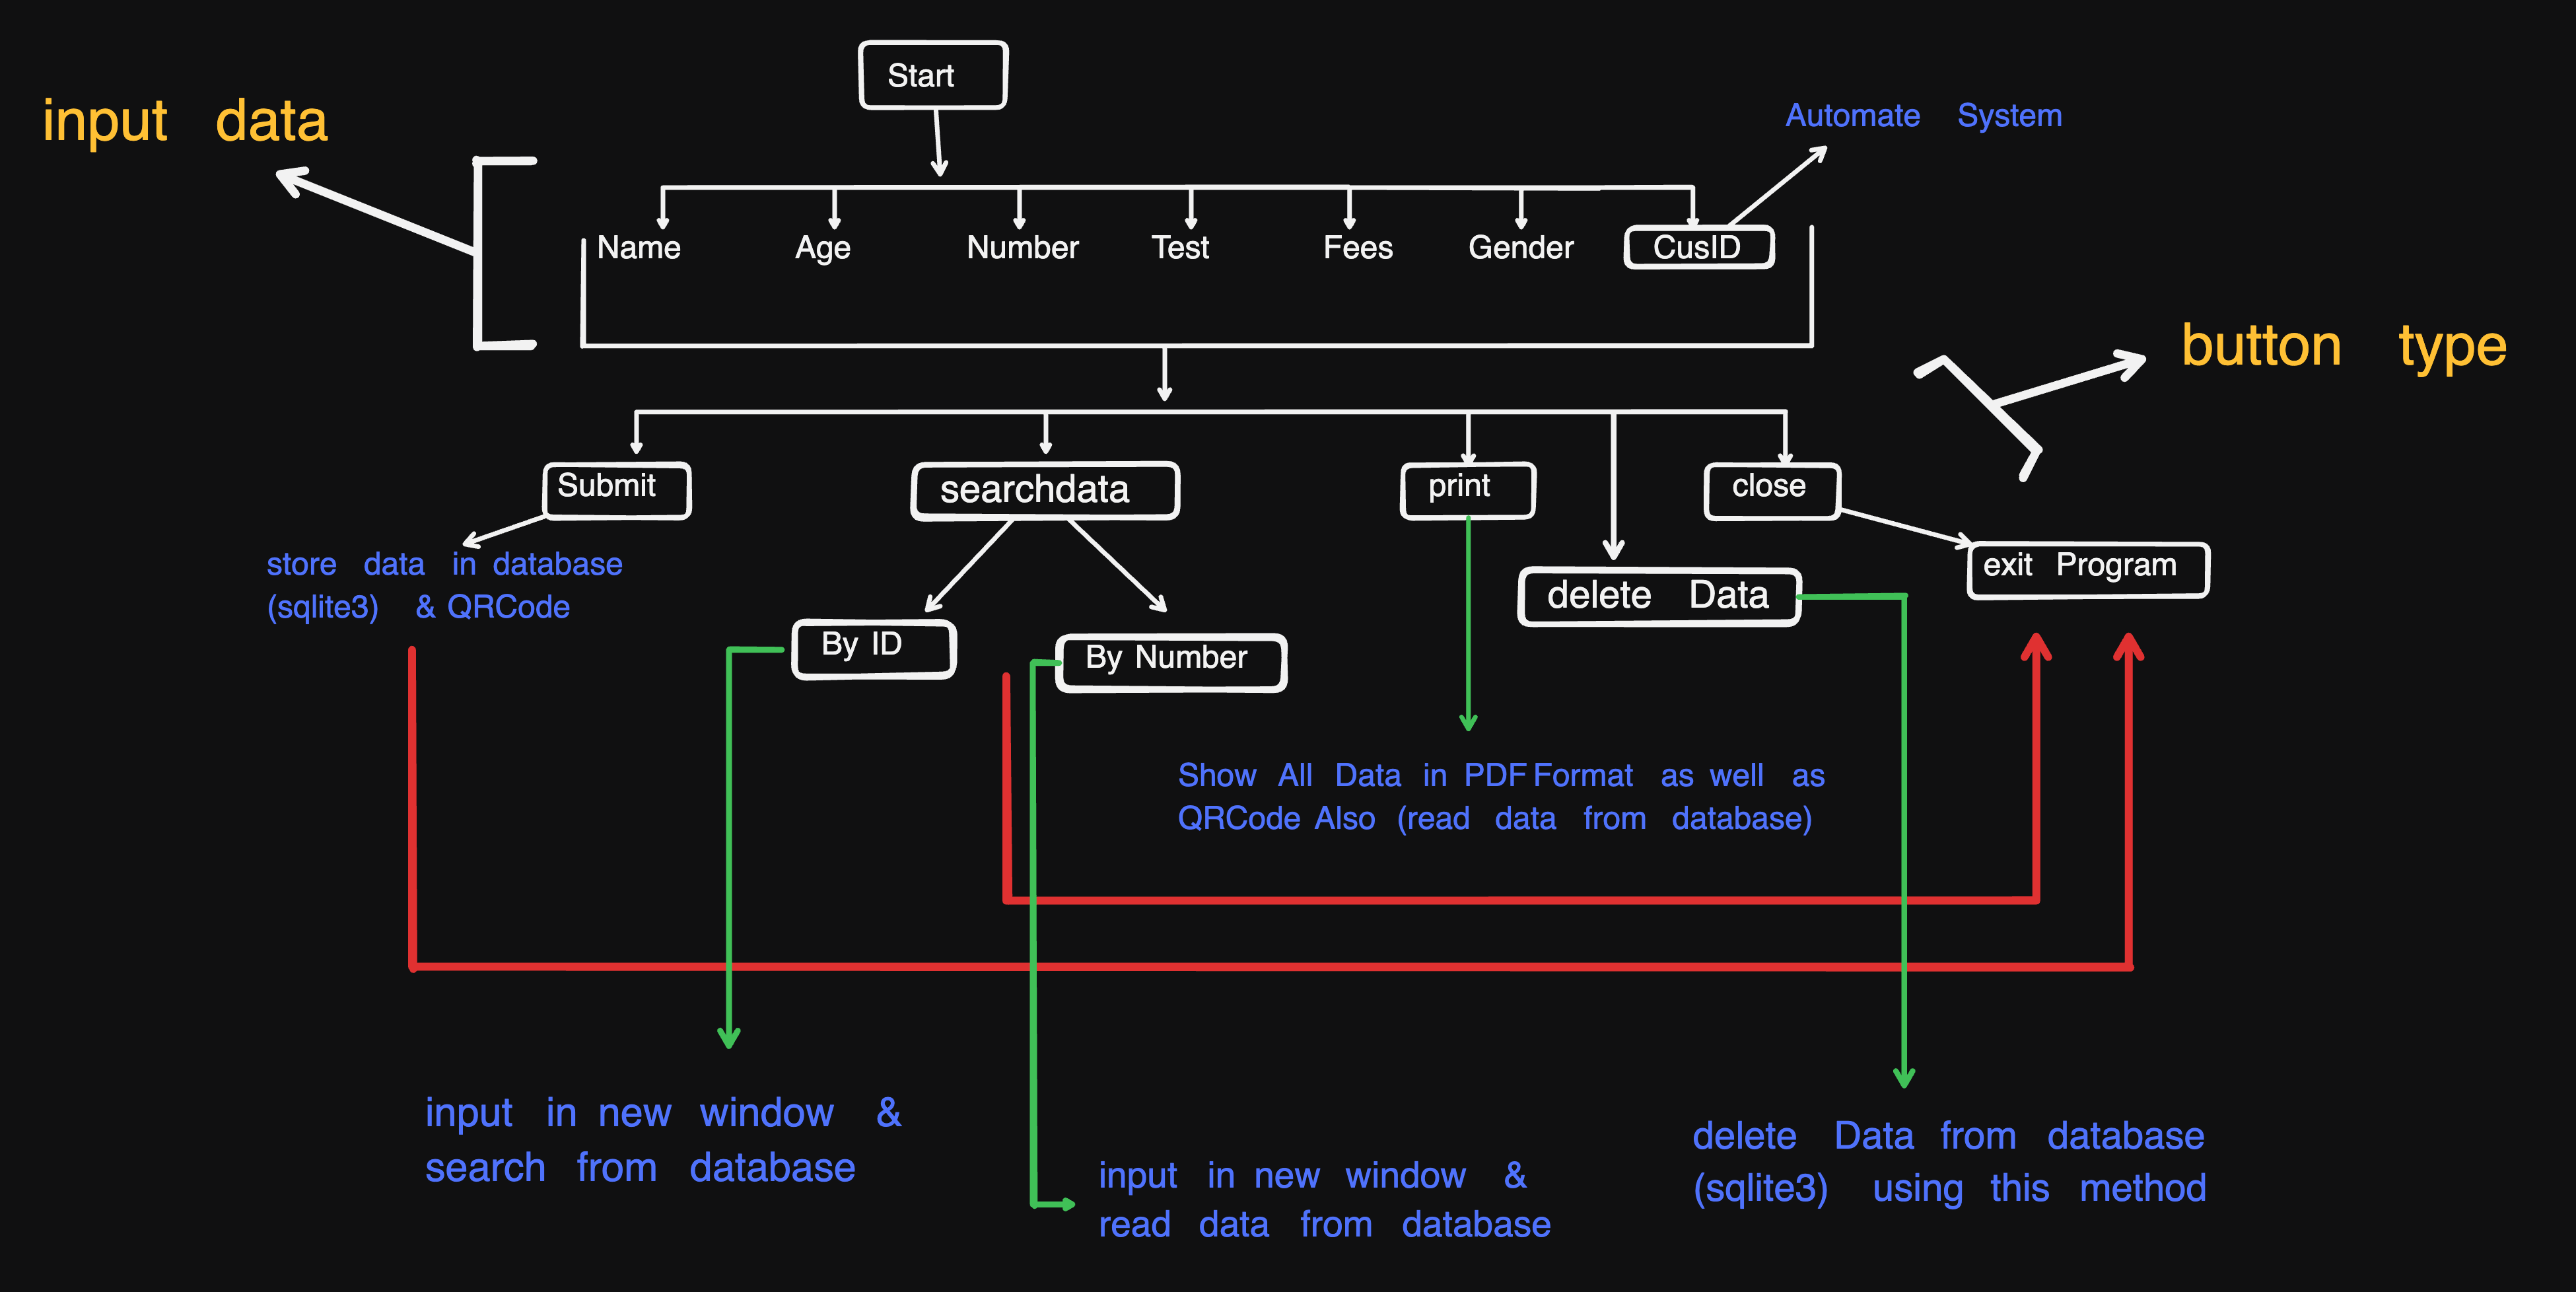 Start
input data
Automate System
Name Age Number Test Fees Gender CusID
button type
Submit searchdata print close
store data in database
(sqlite3) & QRCode
exit Program
delete Data
By ID
By Number
Show All Data in PDF Format as well as
QRCode Also (read data from database)
input in new window &
search from database
input in new window &
read data from database
delete Data from database
(sqlite3) using this method